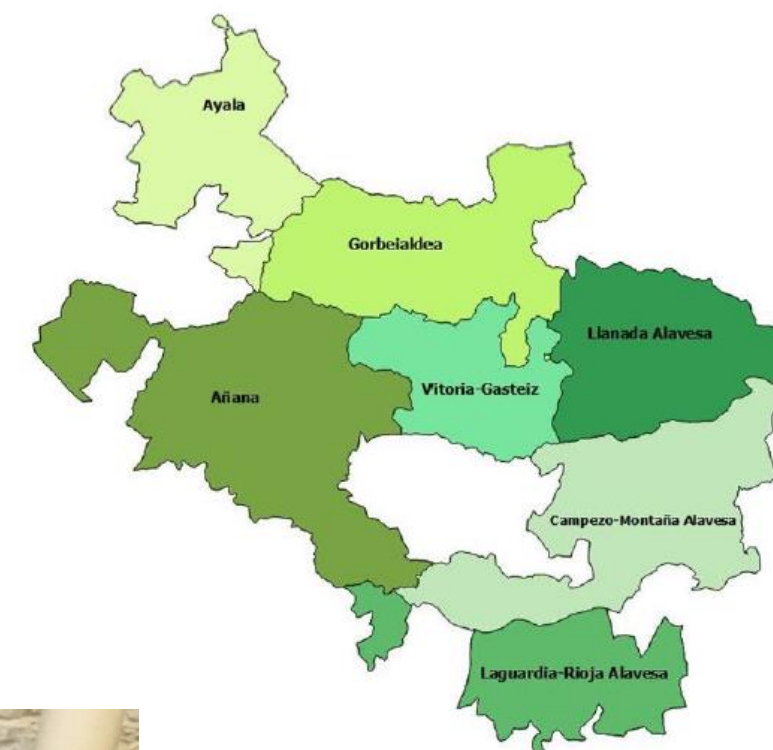 Ayala
Gorbeialdea
Llanada Alavesa
Vitoria-Gasteiz
Añana
Campezo-Montaña Alavesa
Laguardia-Rioja Alavesa